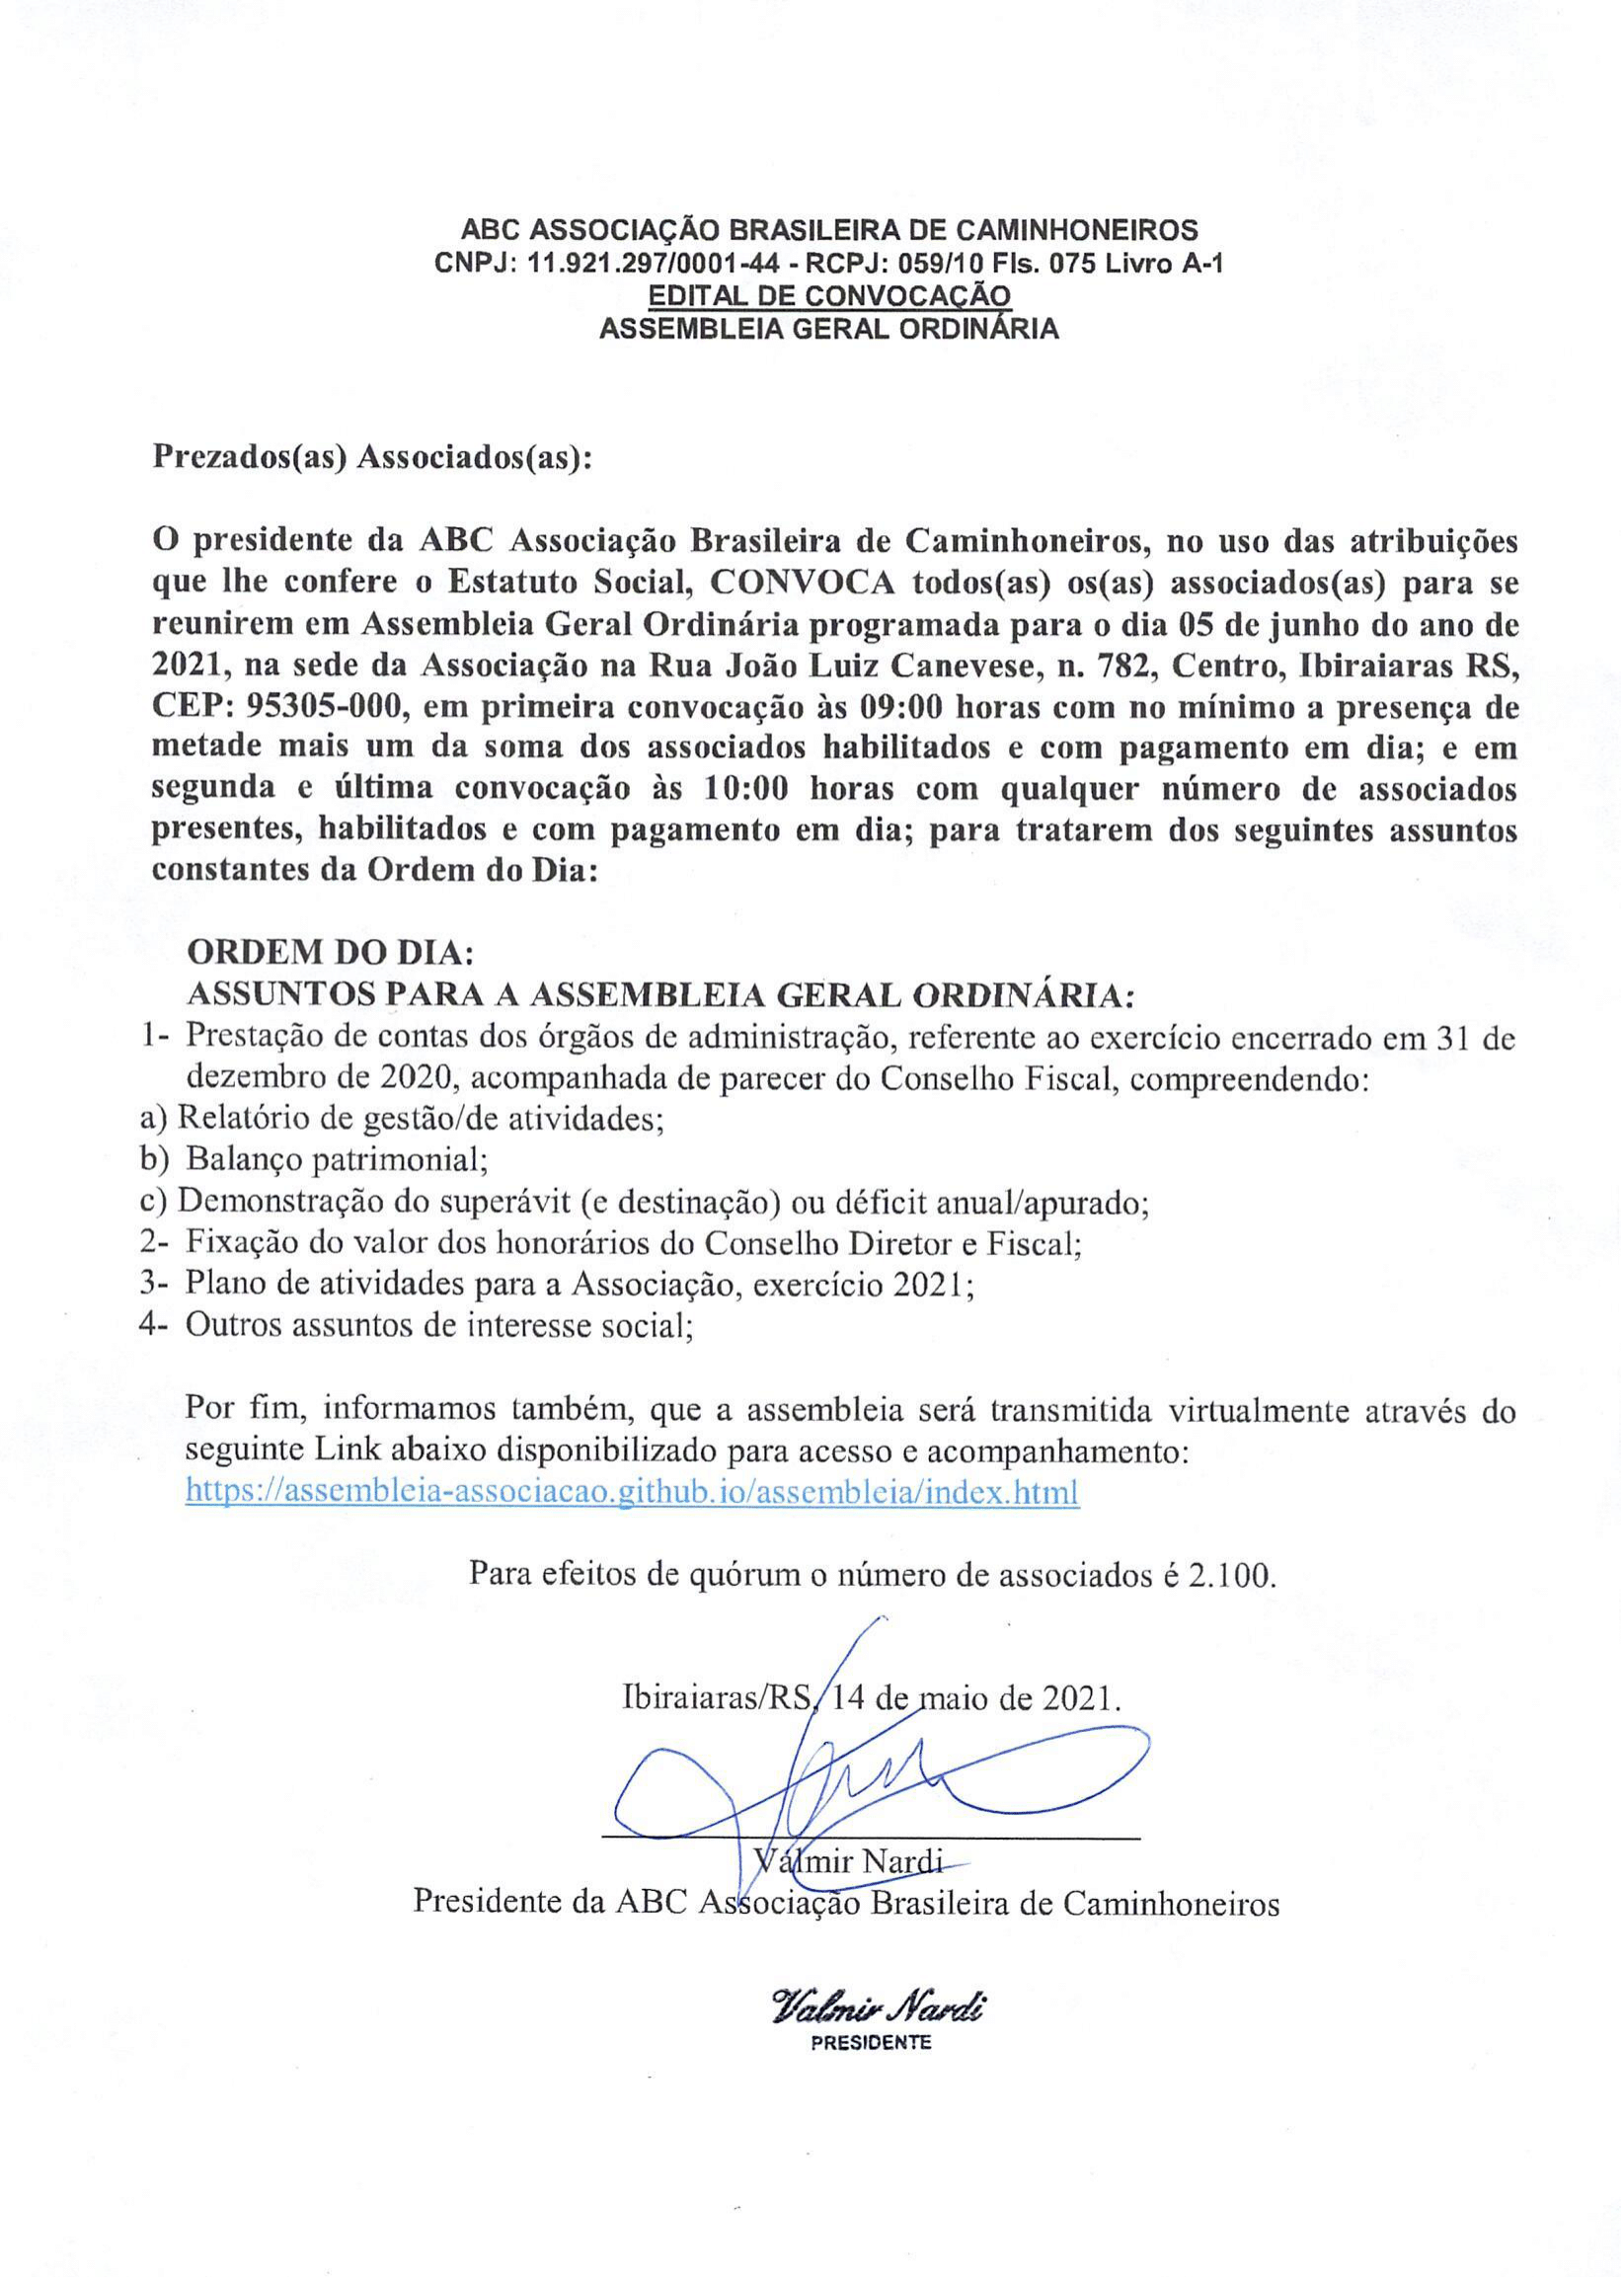 ABC ASSOCIAÇÃO BRASILEIRA DE CAMINHONEIROS
CNPJ: 11.921.297/0001-44 - RCPJ: 059/10 Fls. 075 Livro A-1
EDITAL DE CONVOCAÇÃO
ASSEMBLEIA GERAL ORDINÁRIA
Prezados(as) Associados(as):
O presidente da ABC Associação Brasileira de Caminhoneiros, no uso das atribuições
que lhe confere o Estatuto Social, CONVOCA todos(as) os(as) associados(as) para se
reunirem em Assembleia Geral Ordinária programada para o dia 05 de junho do ano de
2021, na sede da Associação na Rua João Luiz Canevese, n. 782, Centro, Ibiraiaras RS,
CEP: 95305-000, em primeira convocação às 09:00 horas com no mínimo a presença de
metade mais um da soma dos associados habilitados e com pagamento em dia; e em
segunda e última convocação às 10:00 horas com qualquer número de associados
presentes, habilitados e com pagamento em dia; para tratarem dos seguintes assuntos
constantes da Ordem do Dia:
ORDEM DO DIA:
ASSUNTOS PARA A ASSEMBLEIA GERAL ORDINÁRIA:
1- Prestação de contas dos órgãos de administração, referente ao exercício encerrado em 31 de
dezembro de 2020, acompanhada de parecer do Conselho Fiscal, compreendendo:
a) Relatório de gestão/de atividades;
b) Balanço patrimonial;
c) Demonstração do superávit (e destinação) ou déficit anual/apurado;
2- Fixação do valor dos honorários do Conselho Diretor e Fiscal;
3- Plano de atividades para a Associação, exercício 2021;
4- Outros assuntos de interesse social;
Por fim, informamos também, que a assembleia será transmitida virtualmente através do
seguinte Link abaixo disponibilizado para acesso e acompanhamento:
https://assembleia-associacao.github.io/assembleia/index.html
Para efeitos de quórum o número de associados é 2.100.
Ibiraiaras/RS, 14 de maio de 2021.
Valmir Nardi
Presidente da ABC Associação Brasileira de Caminhoneiros
Valmir Nardi
PRESIDENTE